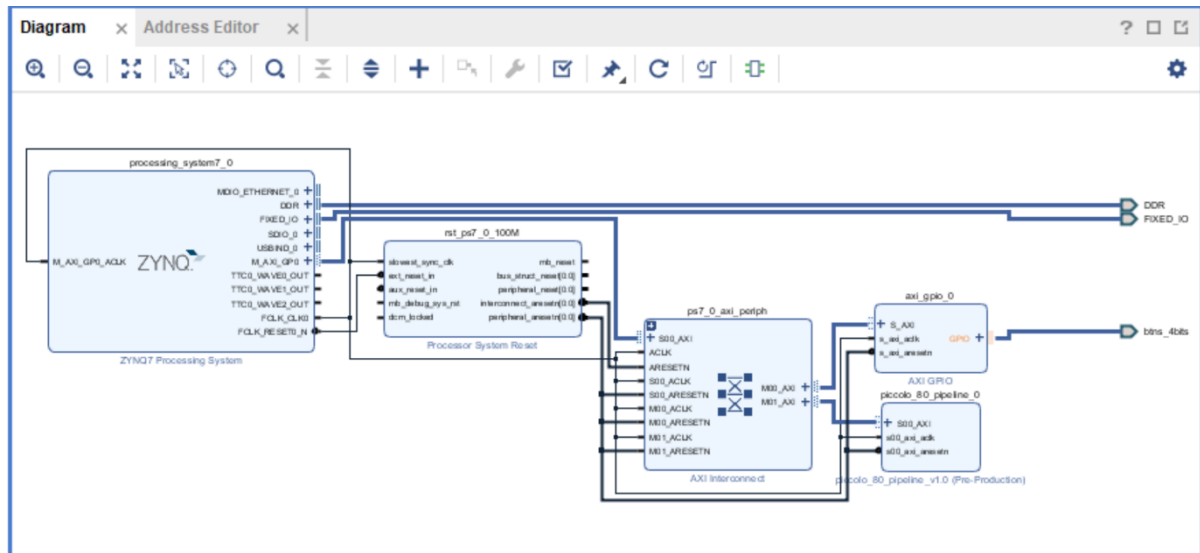 Diagram
Address Editor
processing_system7_0
MDIO_ETHERNET_0
DDR
FIXED_IO
SDIO_0
USBIND_0
M_AXI_GP0
TTC0_WAVE0_OUT
TTC0_WAVE1_OUT
TTC0_WAVE2_OUT
FCLK_CLK0
FCLK_RESET0_N
M_AXI_GP0_ACLK
ZYNQ
ZYNQ7 Processing System
rst_ps7_0_100M
slowest_sync_clk
ext_reset_in
aux_reset_in
mb_debug_sys_rst
dcm_locked
mb_reset
bus_struct_reset[0:0]
peripheral_reset[0:0]
interconnect_aresetn[0:0]
peripheral_aresetn[0:0]
Processor System Reset
ps7_0_axi_periph
S00_AXI
ACLK
ARESETN
S00_ACLK
S00_ARESETN
M00_ACLK
M00_ARESETN
M01_ACLK
M01_ARESETN
M00_AXI
M01_AXI
AXI Interconnect
axi_gpio_0
S_AXI
s_axi_aclk
s_axi_aresetn
GPIO
AXI GPIO
piccolo_80_pipeline_0
S00_AXI
s00_axi_aclk
s00_axi_aresetn
piccolo_80_pipeline_v1.0 (Pre-Production)
DDR
FIXED_IO
btns_4bits